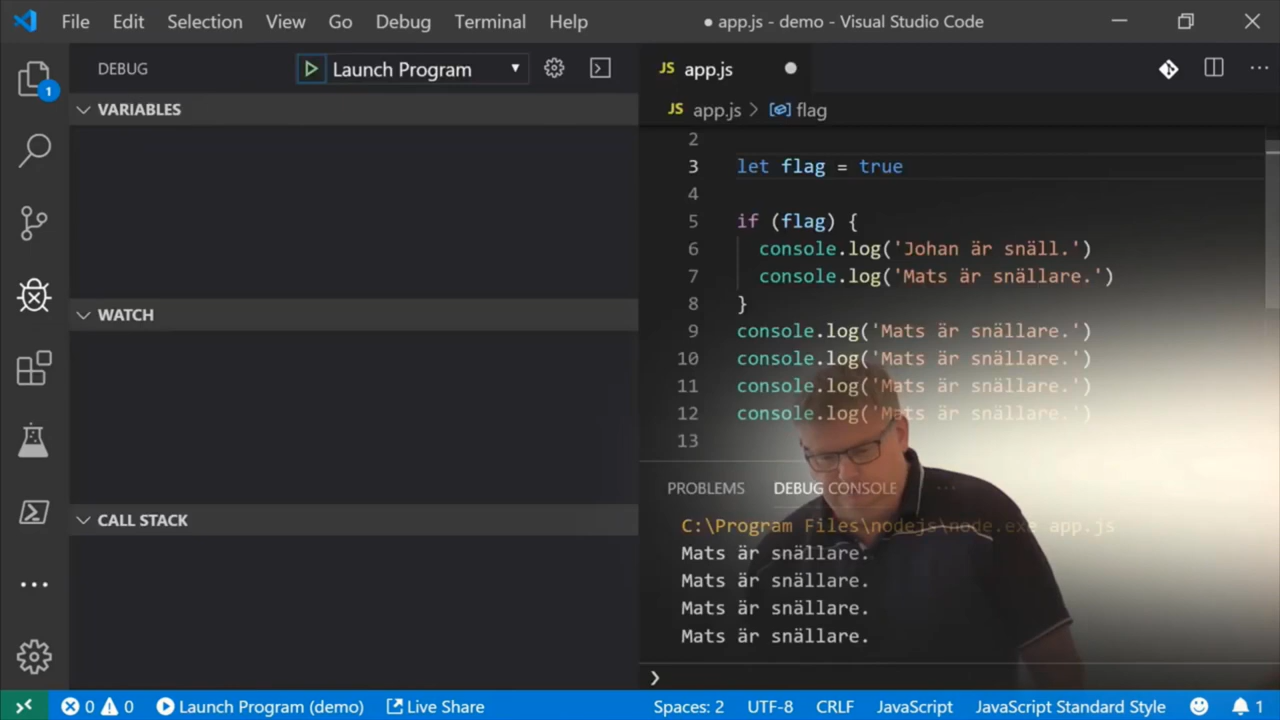 File Edit Selection View Go Debug Terminal Help ● app.js - demo - Visual Studio Code
DEBUG Launch Program
JS app.js
1
VARIABLES
JS app.js > flag
2
3 let flag = true
4
5 if (flag) {
6 console.log('Johan är snäll.')
7 console.log('Mats är snällare.')
8 }
9 console.log('Mats är snällare.')
10 console.log('Mats är snällare.')
11 console.log('Mats är snällare.')
12 console.log('Mats är snällare.')
13
WATCH
CALL STACK
PROBLEMS DEBUG CONSOLE ...
C:\Program Files\nodejs\node.exe app.js
Mats är snällare.
Mats är snällare.
Mats är snällare.
Mats är snällare.
0 0 Launch Program (demo) Live Share Spaces: 2 UTF-8 CRLF JavaScript JavaScript Standard Style 1